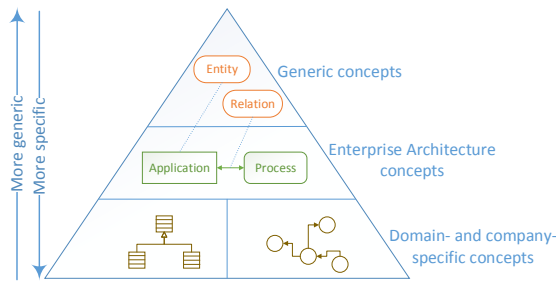 More generic
More specific
Entity
Generic concepts
Relation
Enterprise Architecture
concepts
Application
Process
Domain- and company-
specific concepts